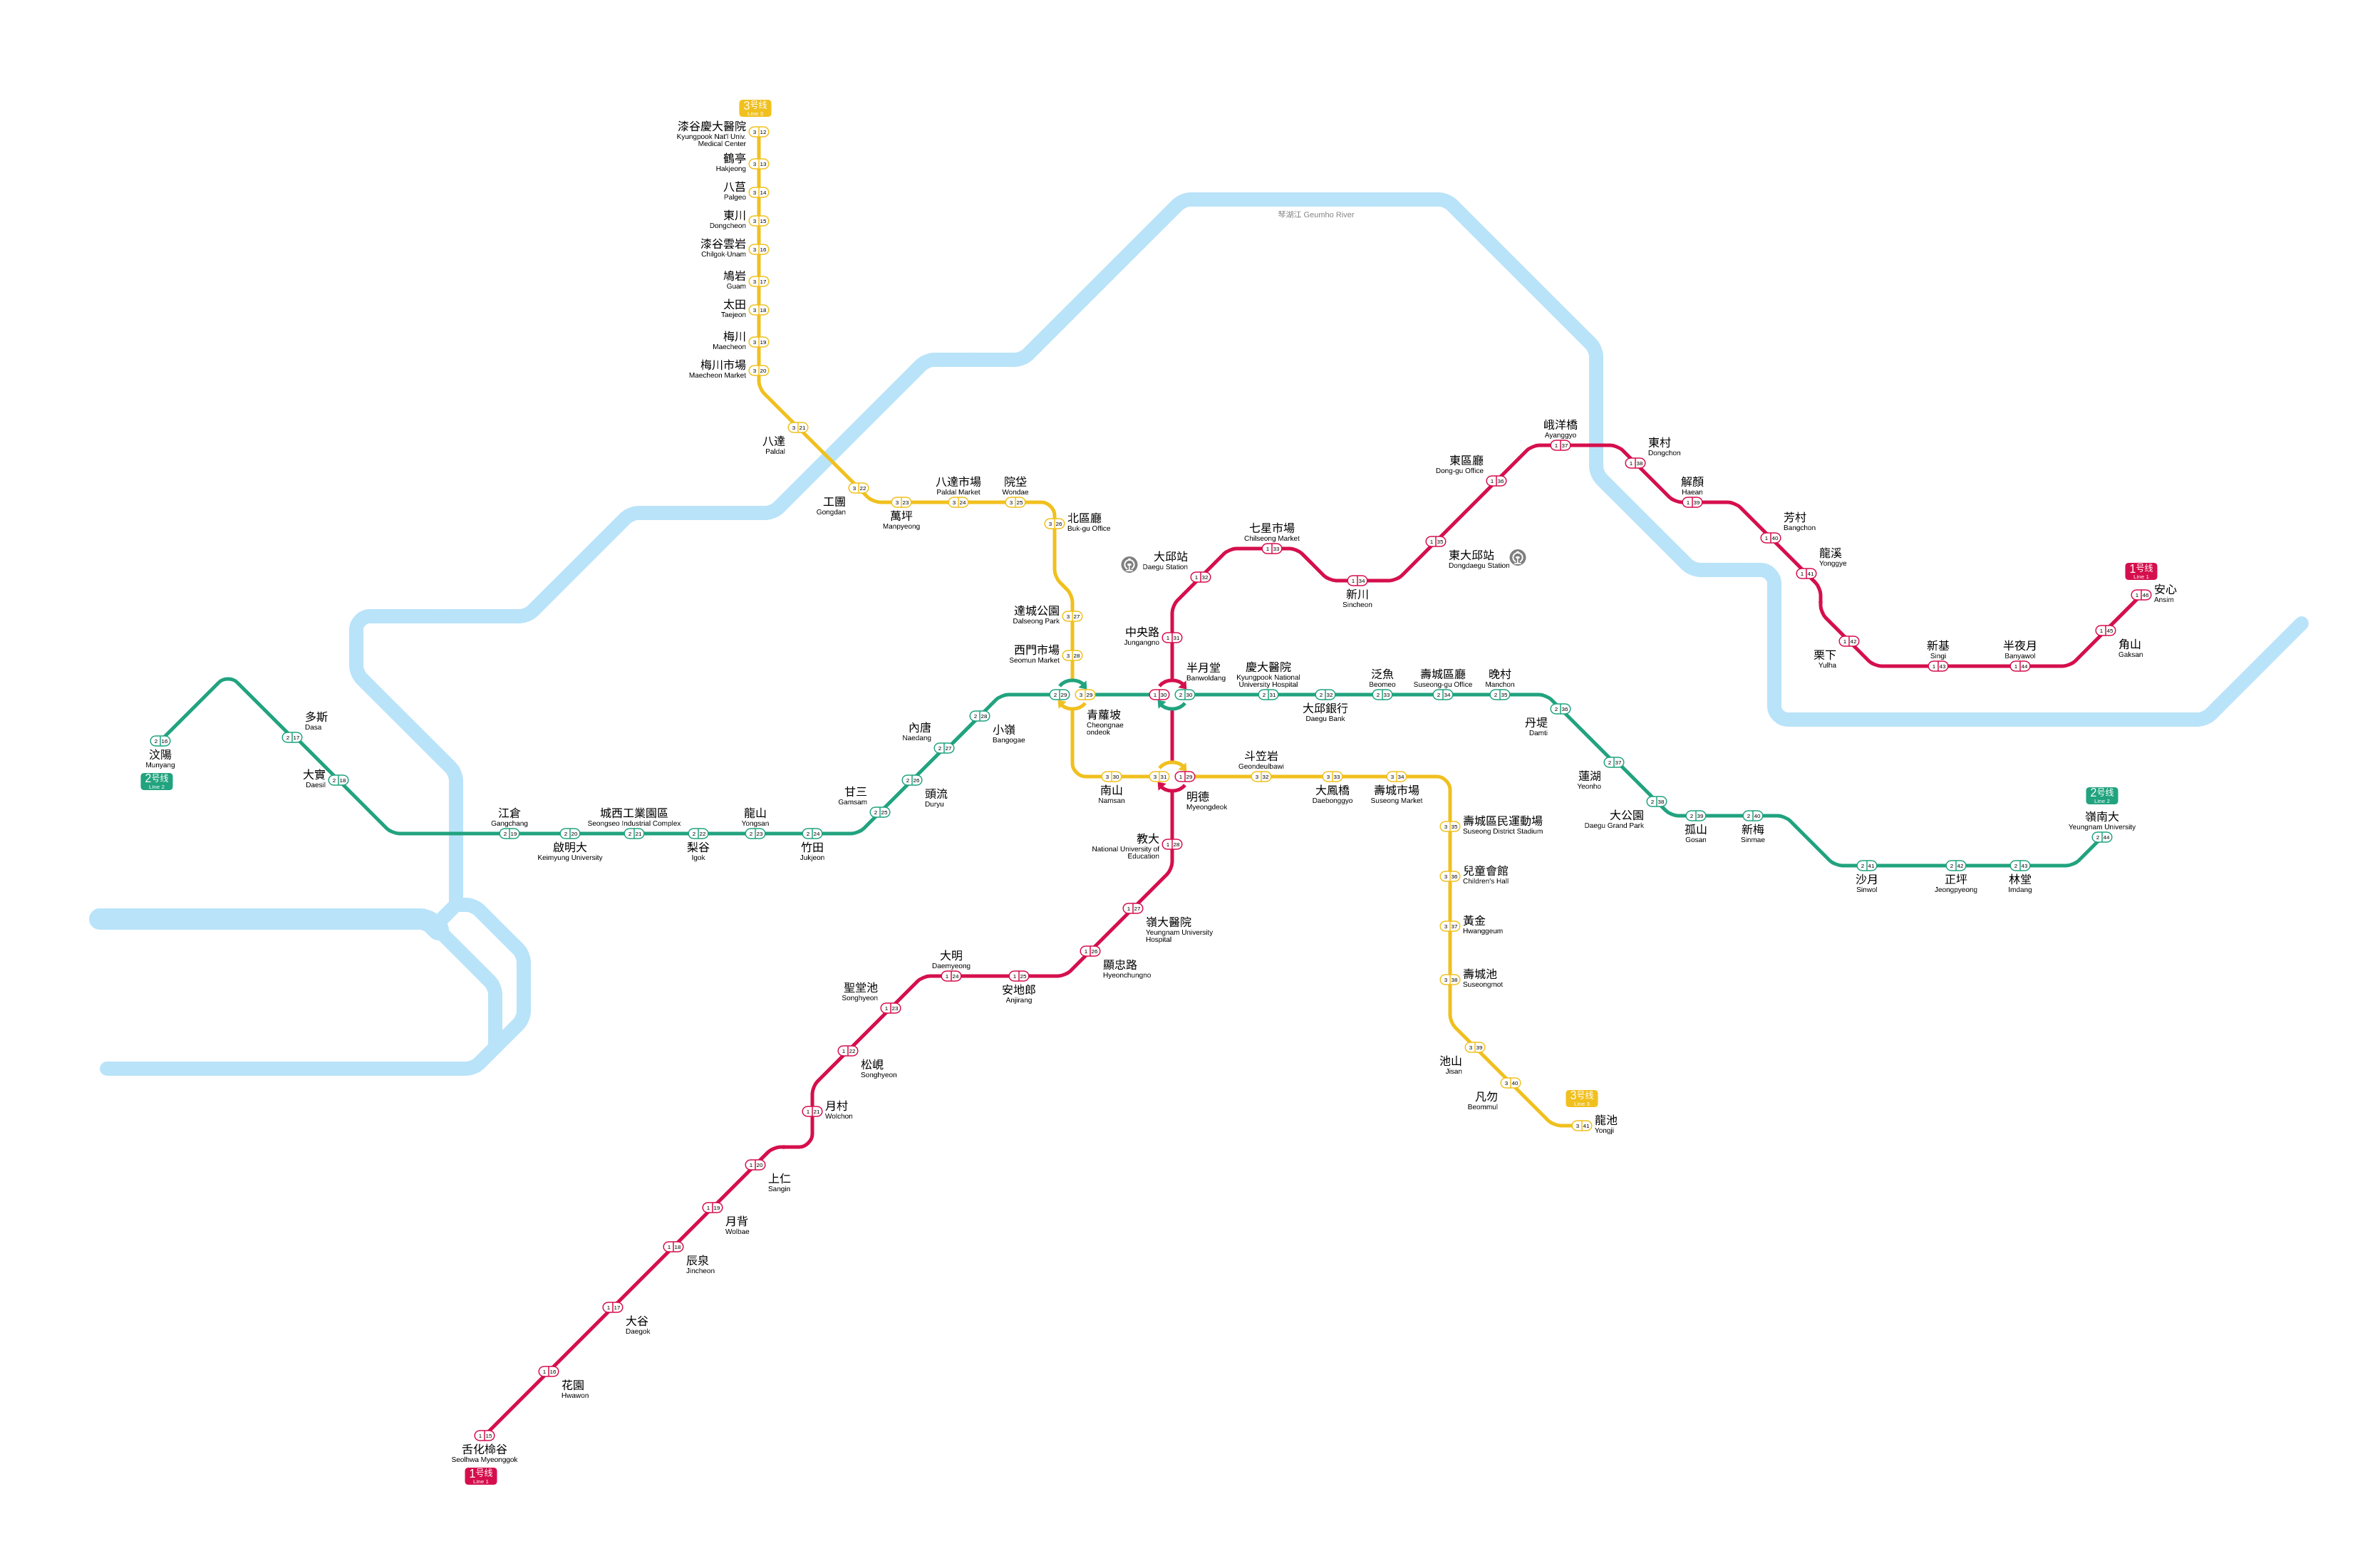 3号线
Line 3
漆谷慶大醫院
Kyungpook Nat'l Univ.
Medical Center
3 12
鶴亭
Hakjeong
3 13
八莒
Palgeo
3 14
東川
Dongcheon
3 15
漆谷雲岩
Chilgok·Unam
3 16
鳩岩
Guam
3 17
太田
Taejeon
3 18
梅川
Maecheon
3 19
梅川市場
Maecheon Market
3 20
3 21
八達
Paldal
3 22
工團
Gongdan
3 23
萬坪
Manpyeong
八達市場
Paldal Market
3 24
院袋
Wondae
3 25
3 26
北區廳
Buk-gu Office
達城公園
Dalseong Park
3 27
西門市場
Seomun Market
3 28
2 29
3 29
青蘿坡
Cheongnae
ondeok
3 30
南山
Namsan
3 31
1 29
明德
Myeongdeok
斗笠岩
Geondeulbawi
3 32
3 33
大鳳橋
Daebonggyo
3 34
壽城市場
Suseong Market
3 35
壽城區民運動場
Suseong District Stadium
3 36
兒童會館
Children's Hall
3 37
黃金
Hwanggeum
3 38
壽城池
Suseongmot
3 39
池山
Jisan
3 40
凡勿
Beommul
3号线
Line 3
3 41
龍池
Yongji
琴湖江 Geumho River
2 16
汶陽
Munyang
2号线
Line 2
多斯
Dasa
2 17
大實
Daesil
2 18
江倉
Gangchang
2 19
2 20
啟明大
Keimyung University
城西工業園區
Seongseo Industrial Complex
2 21
2 22
梨谷
Igok
龍山
Yongsan
2 23
2 24
竹田
Jukjeon
甘三
Gamsam
2 25
2 26
頭流
Duryu
內唐
Naedang
2 27
2 28
小嶺
Bangogae
半月堂
Banwoldang
1 30
2 30
慶大醫院
Kyungpook National
University Hospital
2 31
2 32
大邱銀行
Daegu Bank
泛魚
Beomeo
2 33
壽城區廳
Suseong-gu Office
2 34
晚村
Manchon
2 35
2 36
丹堤
Damti
2 37
蓮湖
Yeonho
2 38
大公園
Daegu Grand Park
2 39
孤山
Gosan
2 40
新梅
Sinmae
2 41
沙月
Sinwol
2 42
正坪
Jeongpyeong
2 43
林堂
Imdang
2号线
Line 2
嶺南大
Yeungnam University
2 44
1号线
Line 1
1 46
安心
Ansim
1 45
角山
Gaksan
半夜月
Banyawol
1 44
新基
Singi
1 43
1 42
栗下
Yulha
龍溪
Yonggye
1 41
芳村
Bangchon
1 40
解顏
Haean
1 39
東村
Dongchon
1 38
峨洋橋
Ayanggyo
1 37
東區廳
Dong-gu Office
1 36
1 35
東大邱站
Dongdaegu Station
1 34
新川
Sincheon
七星市場
Chilseong Market
1 33
大邱站
Daegu Station
1 32
中央路
Jungangno
1 31
教大
National University of
Education
1 28
1 27
嶺大醫院
Yeungnam University
Hospital
1 26
顯忠路
Hyeonchungno
1 25
安地郎
Anjirang
大明
Daemyeong
1 24
聖堂池
Songhyeon
1 23
1 22
松峴
Songhyeon
1 21
月村
Wolchon
1 20
上仁
Sangin
1 19
月背
Wolbae
1 18
辰泉
Jincheon
1 17
大谷
Daegok
1 16
花園
Hwawon
1 15
舌化椧谷
Seolhwa Myeonggok
1号线
Line 1